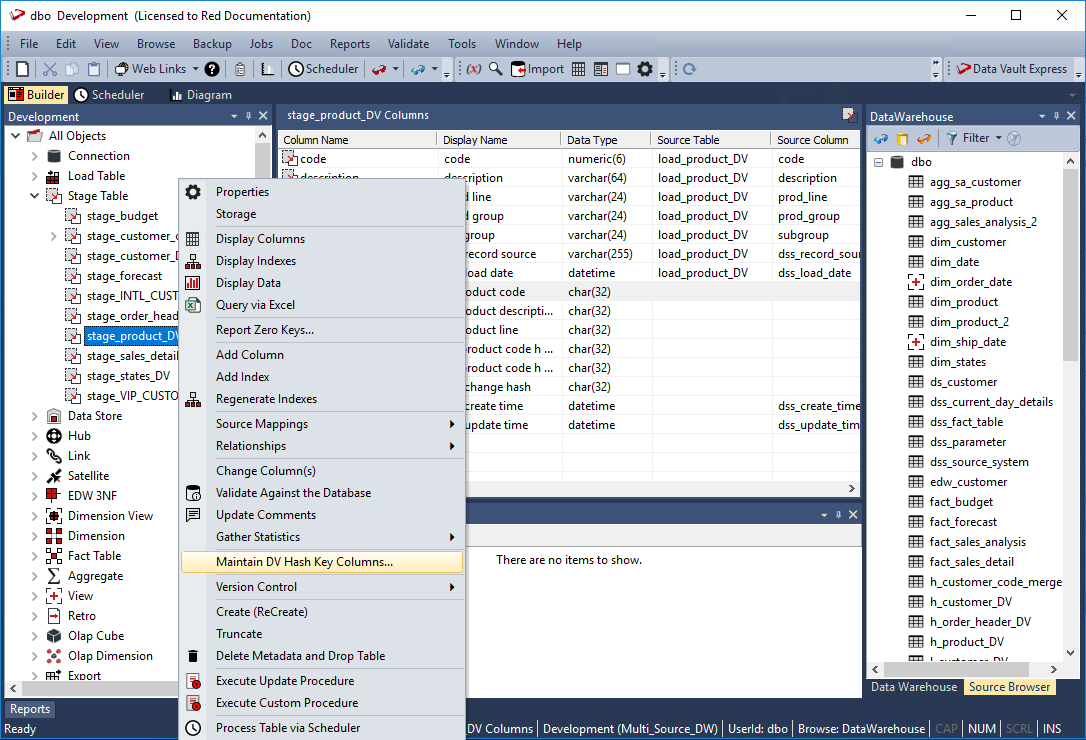 dbo  Development  (Licensed to Red Documentation)
File Edit View Browse Backup Jobs Doc Reports Validate Tools Window Help
Web Links Scheduler (x) Import Data Vault Express
Builder Scheduler Diagram
Development
All Objects
Connection
Load Table
Stage Table
stage_budget
stage_customer_c
stage_customer_D
stage_forecast
stage_INTL_CUST
stage_order_head
stage_product_DV
stage_sales_detail
stage_states_DV
stage_VIP_CUSTO
Data Store
Hub
Link
Satellite
EDW 3NF
Dimension View
Dimension
Fact Table
Aggregate
View
Retro
Olap Cube
Olap Dimension
Export
Properties
Storage
Display Columns
Display Indexes
Display Data
Query via Excel
Report Zero Keys...
Add Column
Add Index
Regenerate Indexes
Source Mappings
Relationships
Change Column(s)
Validate Against the Database
Update Comments
Gather Statistics
Maintain DV Hash Key Columns...
Version Control
Create (ReCreate)
Truncate
Delete Metadata and Drop Table
Execute Update Procedure
Execute Custom Procedure
Process Table via Scheduler
stage_product_DV Columns
Column Name Display Name Data Type Source Table Source Column
code code numeric(6) load_product_DV code
description description varchar(64) load_product_DV description
d line varchar(24) load_product_DV prod_line
d group varchar(24) load_product_DV prod_group
group varchar(24) load_product_DV subgroup
record source varchar(255) load_product_DV dss_record_sour
load date datetime load_product_DV dss_load_date
oduct code char(32)
oduct descripti... char(32)
oduct line char(32)
product code h ... char(32)
product code h ... char(32)
change hash char(32)
create time datetime dss_create_time
update time datetime dss_update_tim
There are no items to show.
DataWarehouse
Filter
dbo
agg_sa_customer
agg_sa_product
agg_sales_analysis_2
dim_customer
dim_date
dim_order_date
dim_product
dim_product_2
dim_ship_date
dim_states
ds_customer
dss_current_day_details
dss_fact_table
dss_parameter
dss_source_system
edw_customer
fact_budget
fact_forecast
fact_sales_analysis
fact_sales_detail
h_customer_code_merge
h_customer_DV
h_order_header_DV
h_product_DV
Data Warehouse Source Browser
Reports
Ready DV Columns Development (Multi_Source_DW) UserId: dbo Browse: DataWarehouse CAP NUM SCRL INS